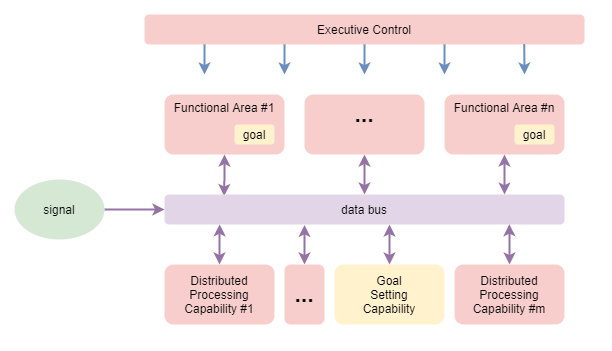 Executive Control
Functional Area #1
...
Functional Area #n
goal
goal
signal
data bus
Distributed
Processing
Capability #1
...
Goal
Setting
Capability
Distributed
Processing
Capability #m